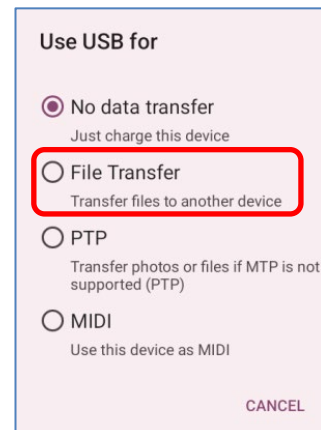 Use USB for
No data transfer
Just charge this device
File Transfer
Transfer files to another device
PTP
Transfer photos or files if MTP is not
supported (PTP)
MIDI
Use this device as MIDI
CANCEL